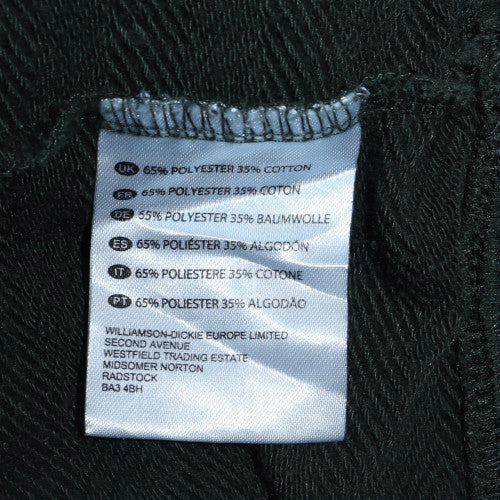 UK 65% POLYESTER 35% COTTON
FR 65% POLYESTER 35% COTON
DE 65% POLYESTER 35% BAUMWOLLE
ES 65% POLIÉSTER 35% ALGODÓN
IT 65% POLIESTERE 35% COTONE
PT 65% POLIESTER 35% ALGODÃO
WILLIAMSON-DICKIE EUROPE LIMITED
SECOND AVENUE
WESTFIELD TRADING ESTATE
MIDSOMER NORTON
RADSTOCK
BA3 4BH